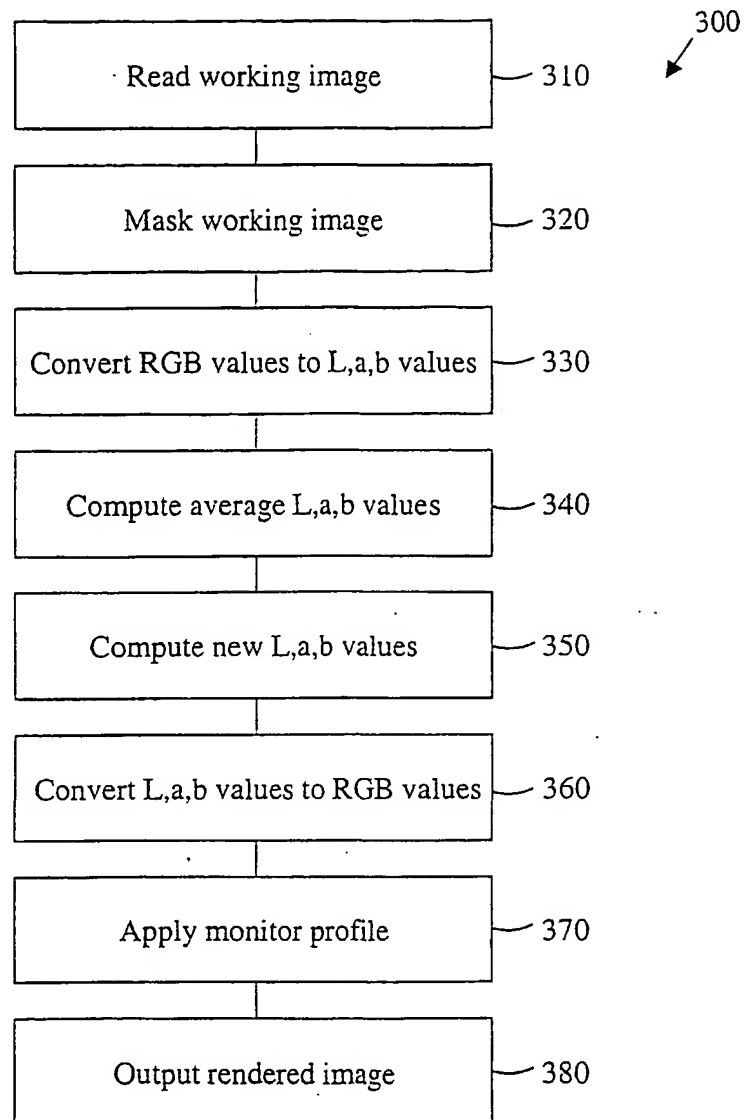 300
Read working image 310
Mask working image 320
Convert RGB values to L,a,b values 330
Compute average L,a,b values 340
Compute new L,a,b values 350
Convert L,a,b values to RGB values 360
Apply monitor profile 370
Output rendered image 380